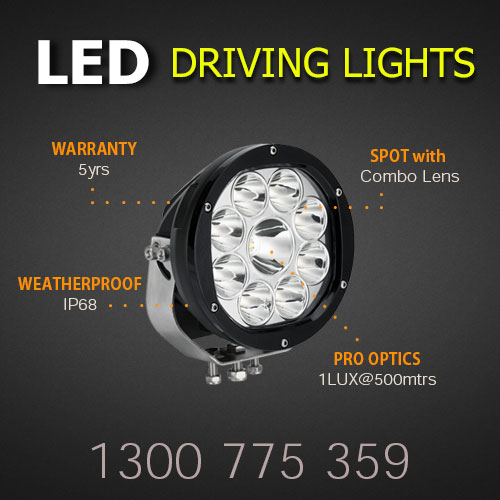 LED DRIVING LIGHTS
WARRANTY
5yrs
SPOT with
Combo Lens
WEATHERPROOF
IP68
PRO OPTICS
1LUX@500mtrs
1300 775 359